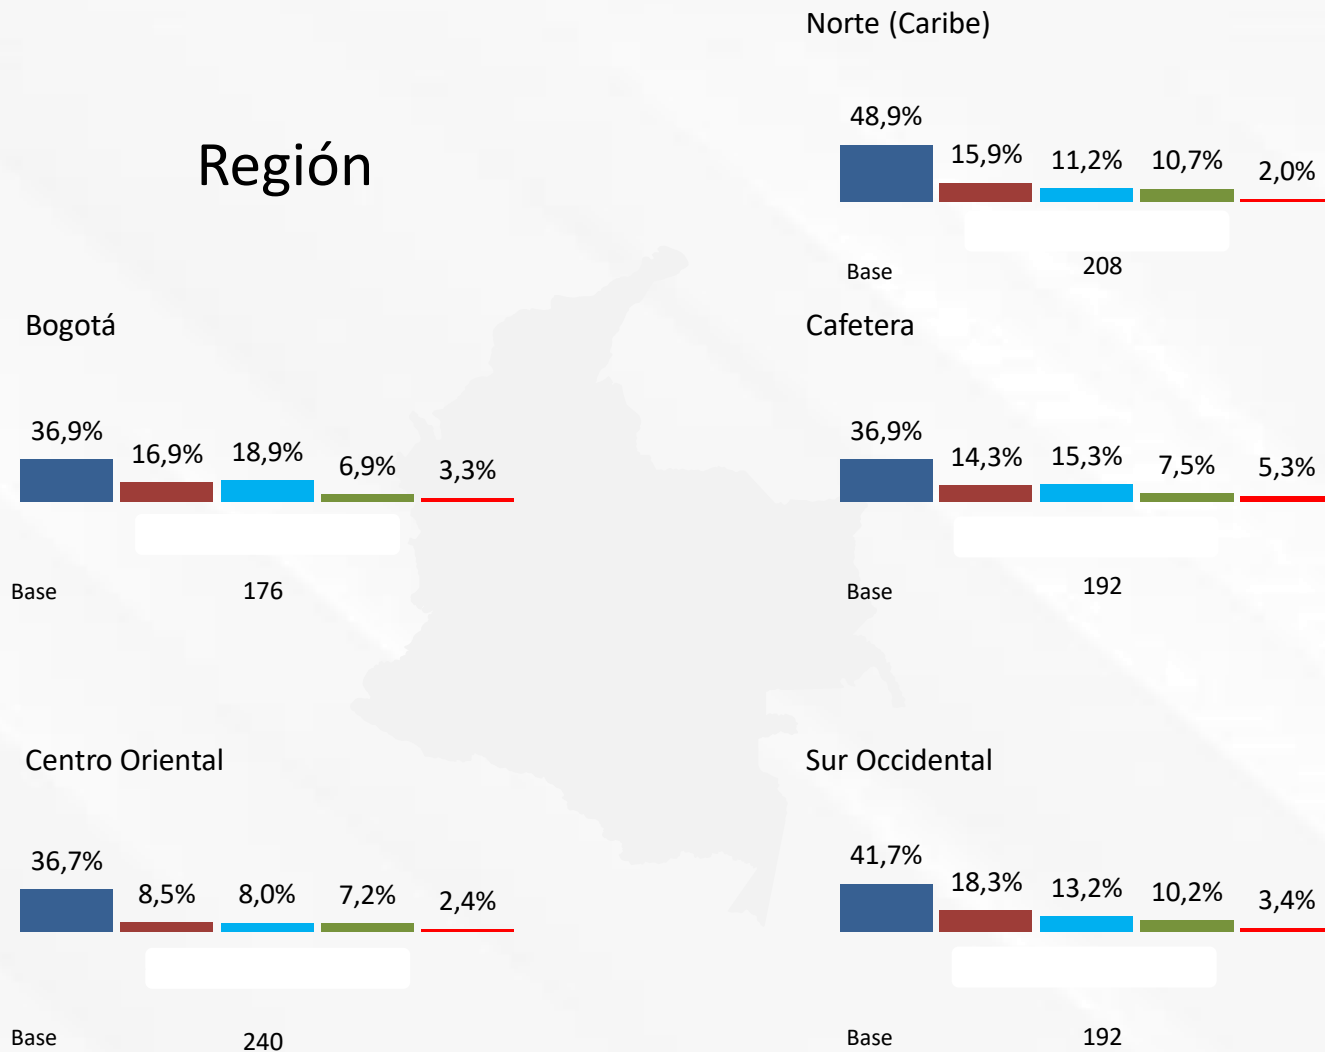 Región
Norte (Caribe)
48,9%
15,9%
11,2%
10,7%
2,0%
Base
208
Bogotá
36,9%
16,9%
18,9%
6,9%
3,3%
Base
176
Cafetera
36,9%
14,3%
15,3%
7,5%
5,3%
Base
192
Centro Oriental
36,7%
8,5%
8,0%
7,2%
2,4%
Base
240
Sur Occidental
41,7%
18,3%
13,2%
10,2%
3,4%
Base
192